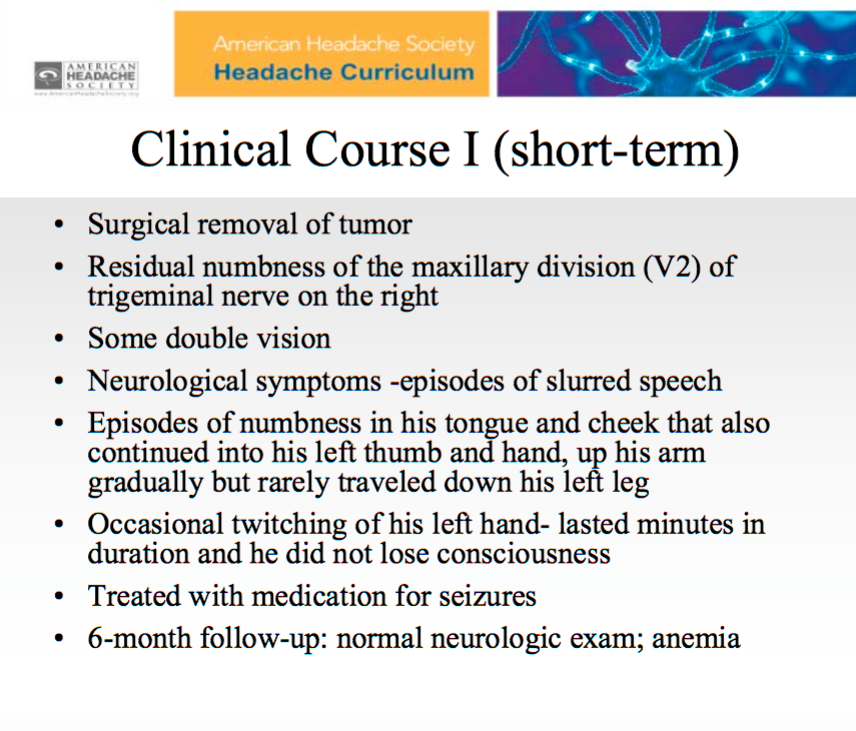 American Headache Society
Headache Curriculum
AMERICAN
HEADACHE
SOCIETY
www.AmericanHeadacheSociety.org
Clinical Course I (short-term)
• Surgical removal of tumor
• Residual numbness of the maxillary division (V2) of
trigeminal nerve on the right
• Some double vision
• Neurological symptoms -episodes of slurred speech
• Episodes of numbness in his tongue and cheek that also
continued into his left thumb and hand, up his arm
gradually but rarely traveled down his left leg
• Occasional twitching of his left hand- lasted minutes in
duration and he did not lose consciousness
• Treated with medication for seizures
• 6-month follow-up: normal neurologic exam; anemia